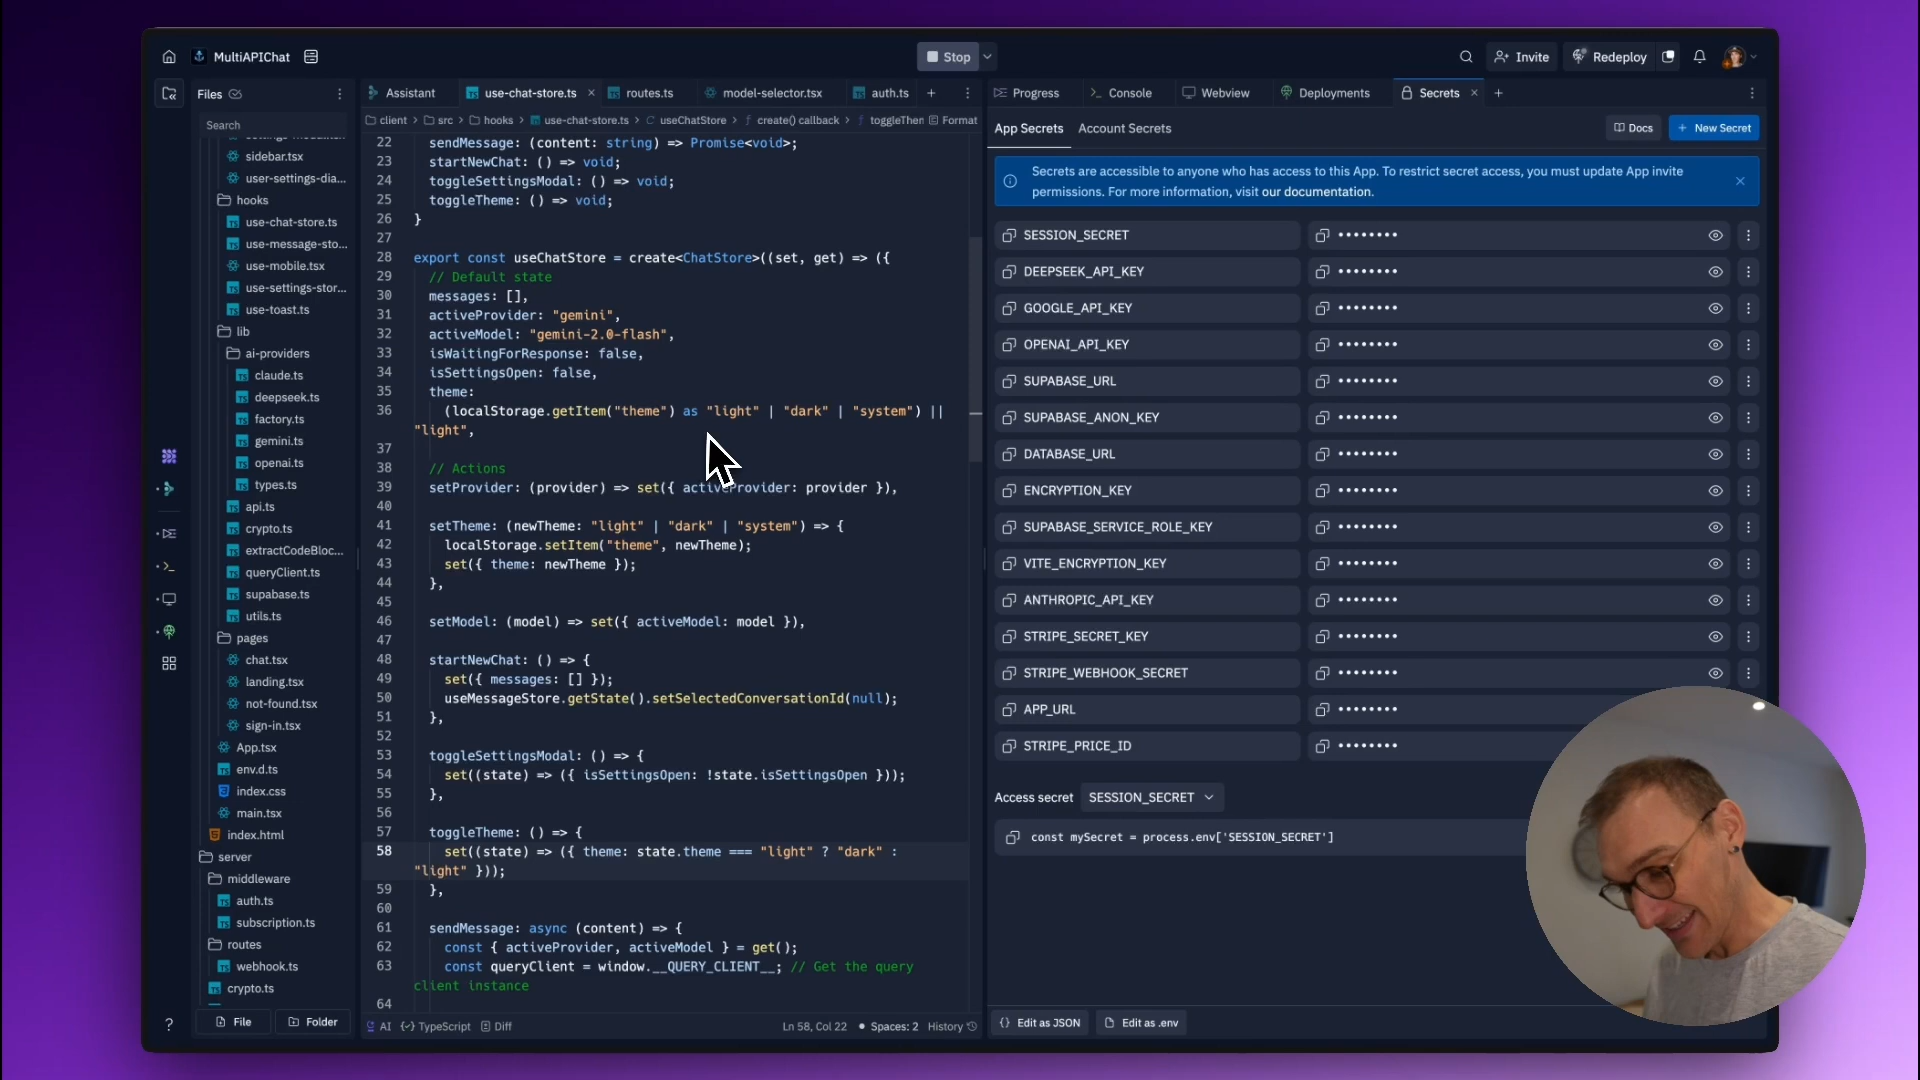 MultiAPIChat
Stop
Invite
Redeploy
Files
Search
sidebar.tsx
user-settings-dia...
hooks
use-chat-store.ts
use-message-sto...
use-mobile.tsx
use-settings-stor...
use-toast.ts
lib
ai-providers
claude.ts
deepseek.ts
factory.ts
gemini.ts
openai.ts
types.ts
api.ts
crypto.ts
extractCodeBloc...
queryClient.ts
supabase.ts
utils.ts
pages
chat.tsx
landing.tsx
not-found.tsx
sign-in.tsx
App.tsx
env.d.ts
index.css
main.tsx
index.html
server
middleware
auth.ts
subscription.ts
routes
webhook.ts
crypto.ts
File Folder
Assistant use-chat-store.ts routes.ts model-selector.tsx auth.ts
client > src > hooks > use-chat-store.ts > useChatStore > create() callback > toggleThen Format
22 sendMessage: (content: string) => Promise<void>;
23 startNewChat: () => void;
24 toggleSettingsModal: () => void;
25 toggleTheme: () => void;
26 }
27
28 export const useChatStore = create<ChatStore>((set, get) => ({
29 // Default state
30 messages: [],
31 activeProvider: "gemini",
32 activeModel: "gemini-2.0-flash",
33 isWaitingForResponse: false,
34 isSettingsOpen: false,
35 theme:
36 (localStorage.getItem("theme") as "light" | "dark" | "system") ||
"light",
37
38 // Actions
39 setProvider: (provider) => set({ activeProvider: provider }),
40
41 setTheme: (newTheme: "light" | "dark" | "system") => {
42 localStorage.setItem("theme", newTheme);
43 set({ theme: newTheme });
44 },
45
46 setModel: (model) => set({ activeModel: model }),
47
48 startNewChat: () => {
49 set({ messages: [] });
50 useMessageStore.getState().setSelectedConversationId(null);
51 },
52
53 toggleSettingsModal: () => {
54 set((state) => ({ isSettingsOpen: !state.isSettingsOpen }));
55 },
56
57 toggleTheme: () => {
58 set((state) => ({ theme: state.theme === "light" ? "dark" :
"light" }));
59 },
60
61 sendMessage: async (content) => {
62 const { activeProvider, activeModel } = get();
63 const queryClient = window.__QUERY_CLIENT__; // Get the query
client instance
64
AI TypeScript Diff Ln 58, Col 22 Spaces: 2 History
Progress Console Webview Deployments Secrets
App Secrets Account Secrets Docs New Secret
Secrets are accessible to anyone who has access to this App. To restrict secret access, you must update App invite
permissions. For more information, visit our documentation.
SESSION_SECRET ••••••••
DEEPSEEK_API_KEY ••••••••
GOOGLE_API_KEY ••••••••
OPENAI_API_KEY ••••••••
SUPABASE_URL ••••••••
SUPABASE_ANON_KEY ••••••••
DATABASE_URL ••••••••
ENCRYPTION_KEY ••••••••
SUPABASE_SERVICE_ROLE_KEY ••••••••
VITE_ENCRYPTION_KEY ••••••••
ANTHROPIC_API_KEY ••••••••
STRIPE_SECRET_KEY ••••••••
STRIPE_WEBHOOK_SECRET ••••••••
APP_URL ••••••••
STRIPE_PRICE_ID ••••••••
Access secret SESSION_SECRET
const mySecret = process.env['SESSION_SECRET']
Edit as JSON Edit as .env